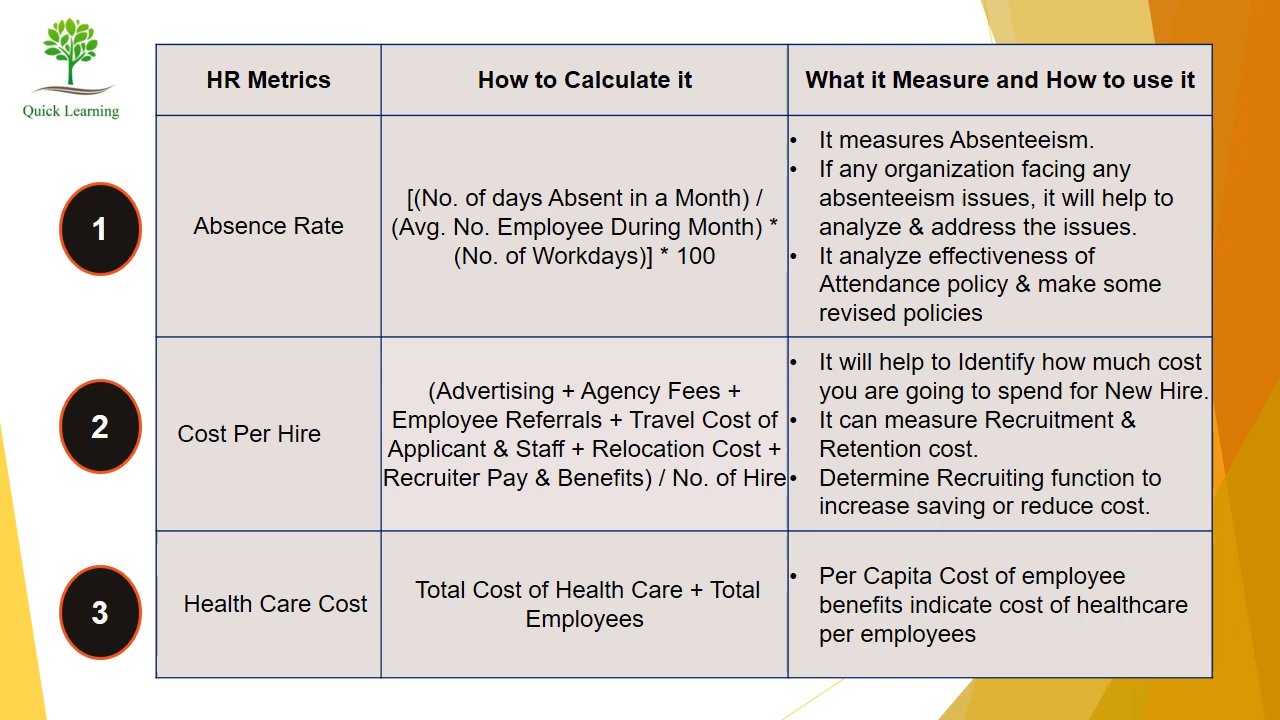 Quick Learning
HR Metrics
How to Calculate it
What it Measure and How to use it
1
Absence Rate
[(No. of days Absent in a Month) /
(Avg. No. Employee During Month) *
(No. of Workdays)] * 100
• It measures Absenteeism.
• If any organization facing any
absenteeism issues, it will help to
analyze & address the issues.
• It analyze effectiveness of
Attendance policy & make some
revised policies
2
Cost Per Hire
(Advertising + Agency Fees +
Employee Referrals + Travel Cost of
Applicant & Staff + Relocation Cost +
Recruiter Pay & Benefits) / No. of Hire
• It will help to Identify how much cost
you are going to spend for New Hire.
• It can measure Recruitment &
Retention cost.
• Determine Recruiting function to
increase saving or reduce cost.
3
Health Care Cost
Total Cost of Health Care + Total
Employees
• Per Capita Cost of employee
benefits indicate cost of healthcare
per employees